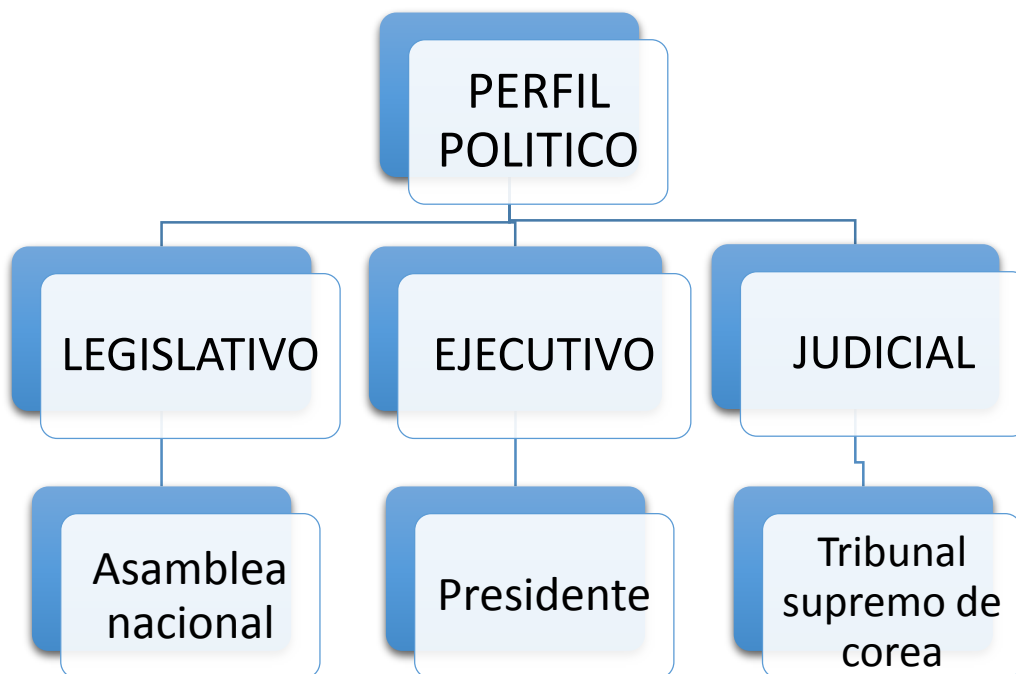 PERFIL
POLITICO
LEGISLATIVO
EJECUTIVO
JUDICIAL
Asamblea
nacional
Presidente
Tribunal
supremo de
corea